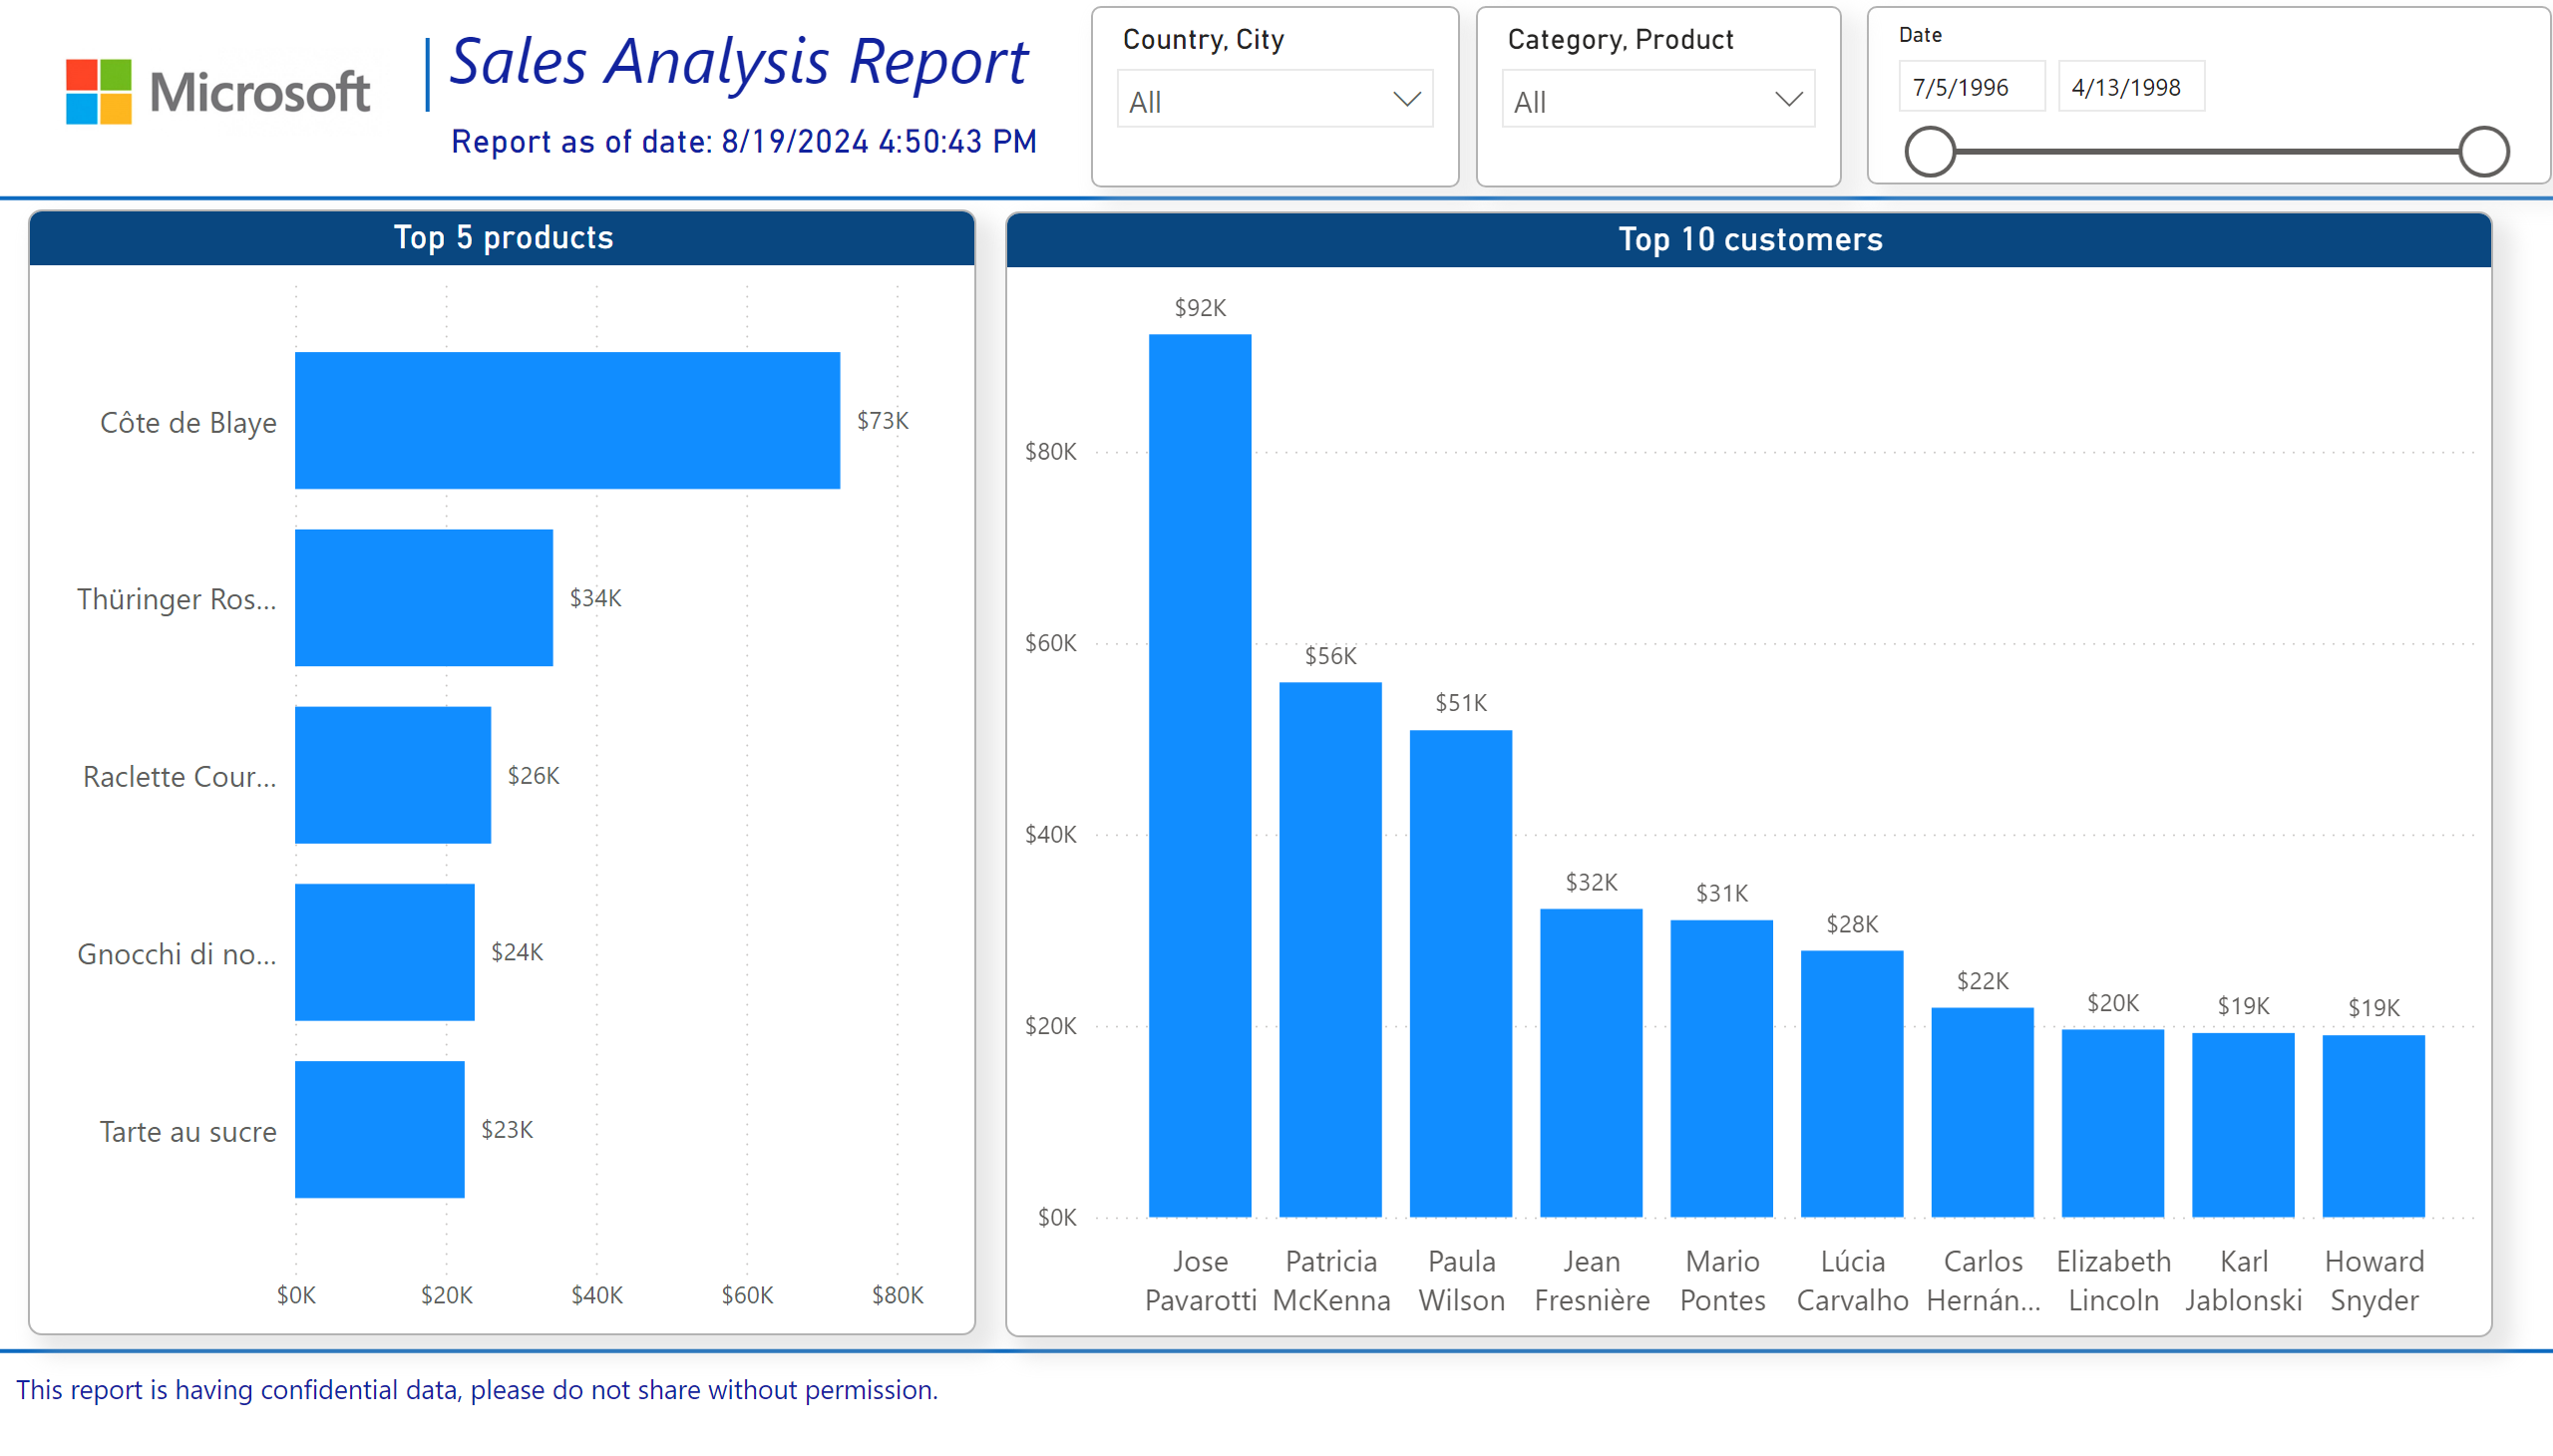 Microsoft
Sales Analysis Report
Report as of date: 8/19/2024 4:50:43 PM
Country, City
All
Category, Product
All
Date
7/5/1996
4/13/1998
Top 5 products
Côte de Blaye
$73K
Thüringer Ros...
$34K
Raclette Cour...
$26K
Gnocchi di no...
$24K
Tarte au sucre
$23K
$0K
$20K
$40K
$60K
$80K
Top 10 customers
$80K
$60K
$40K
$20K
$0K
$92K
$56K
$51K
$32K
$31K
$28K
$22K
$20K
$19K
$19K
Jose Pavarotti
Patricia McKenna
Paula Wilson
Jean Fresnière
Mario Pontes
Lúcia Carvalho
Carlos Hernán...
Elizabeth Lincoln
Karl Jablonski
Howard Snyder
This report is having confidential data, please do not share without permission.